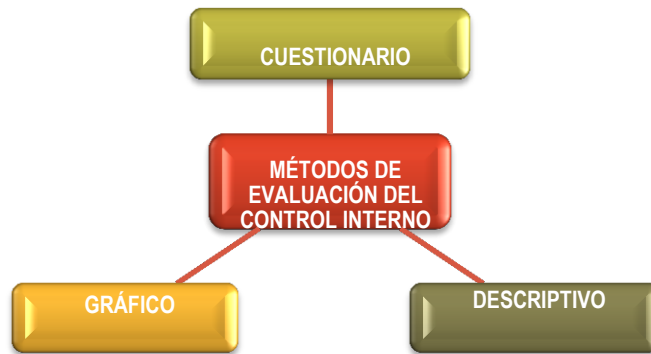 CUESTIONARIO
MÉTODOS DE
EVALUACIÓN DEL
CONTROL INTERNO
GRÁFICO
DESCRIPTIVO